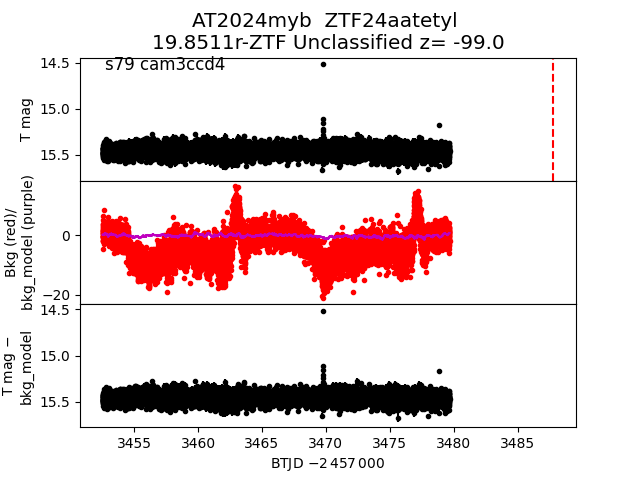 AT2024myb  ZTF24aatetyl
19.8511r-ZTF Unclassified z= -99.0
s79 cam3ccd4
14.5
15.0
15.5
T mag
0
−20
Bkg (red)/
bkg_model (purple)
14.5
15.0
15.5
T mag −
bkg_model
3455 3460 3465 3470 3475 3480 3485
BTJD −2 457 000